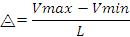 △ = (Vmax − Vmin) / L